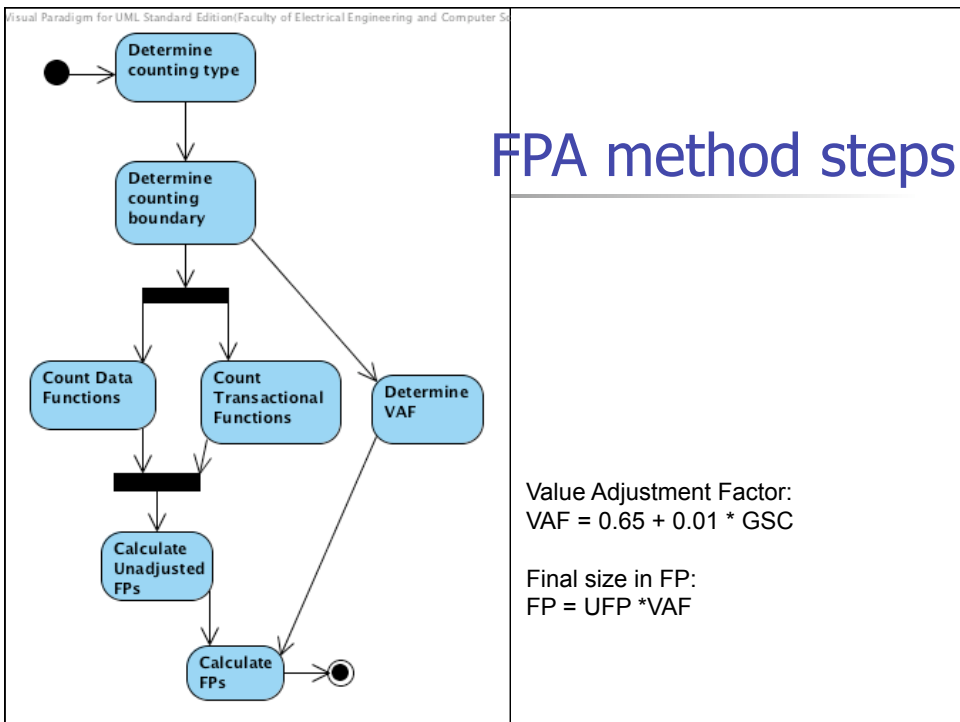 Visual Paradigm for UML Standard Edition(Faculty of Electrical Engineering and Computer Sc
FPA method steps
Determine
counting type
Determine
counting
boundary
Count Data
Functions
Count
Transactional
Functions
Determine
VAF
Calculate
Unadjusted
FPs
Calculate
FPs
Value Adjustment Factor:
VAF = 0.65 + 0.01 * GSC
Final size in FP:
FP = UFP *VAF